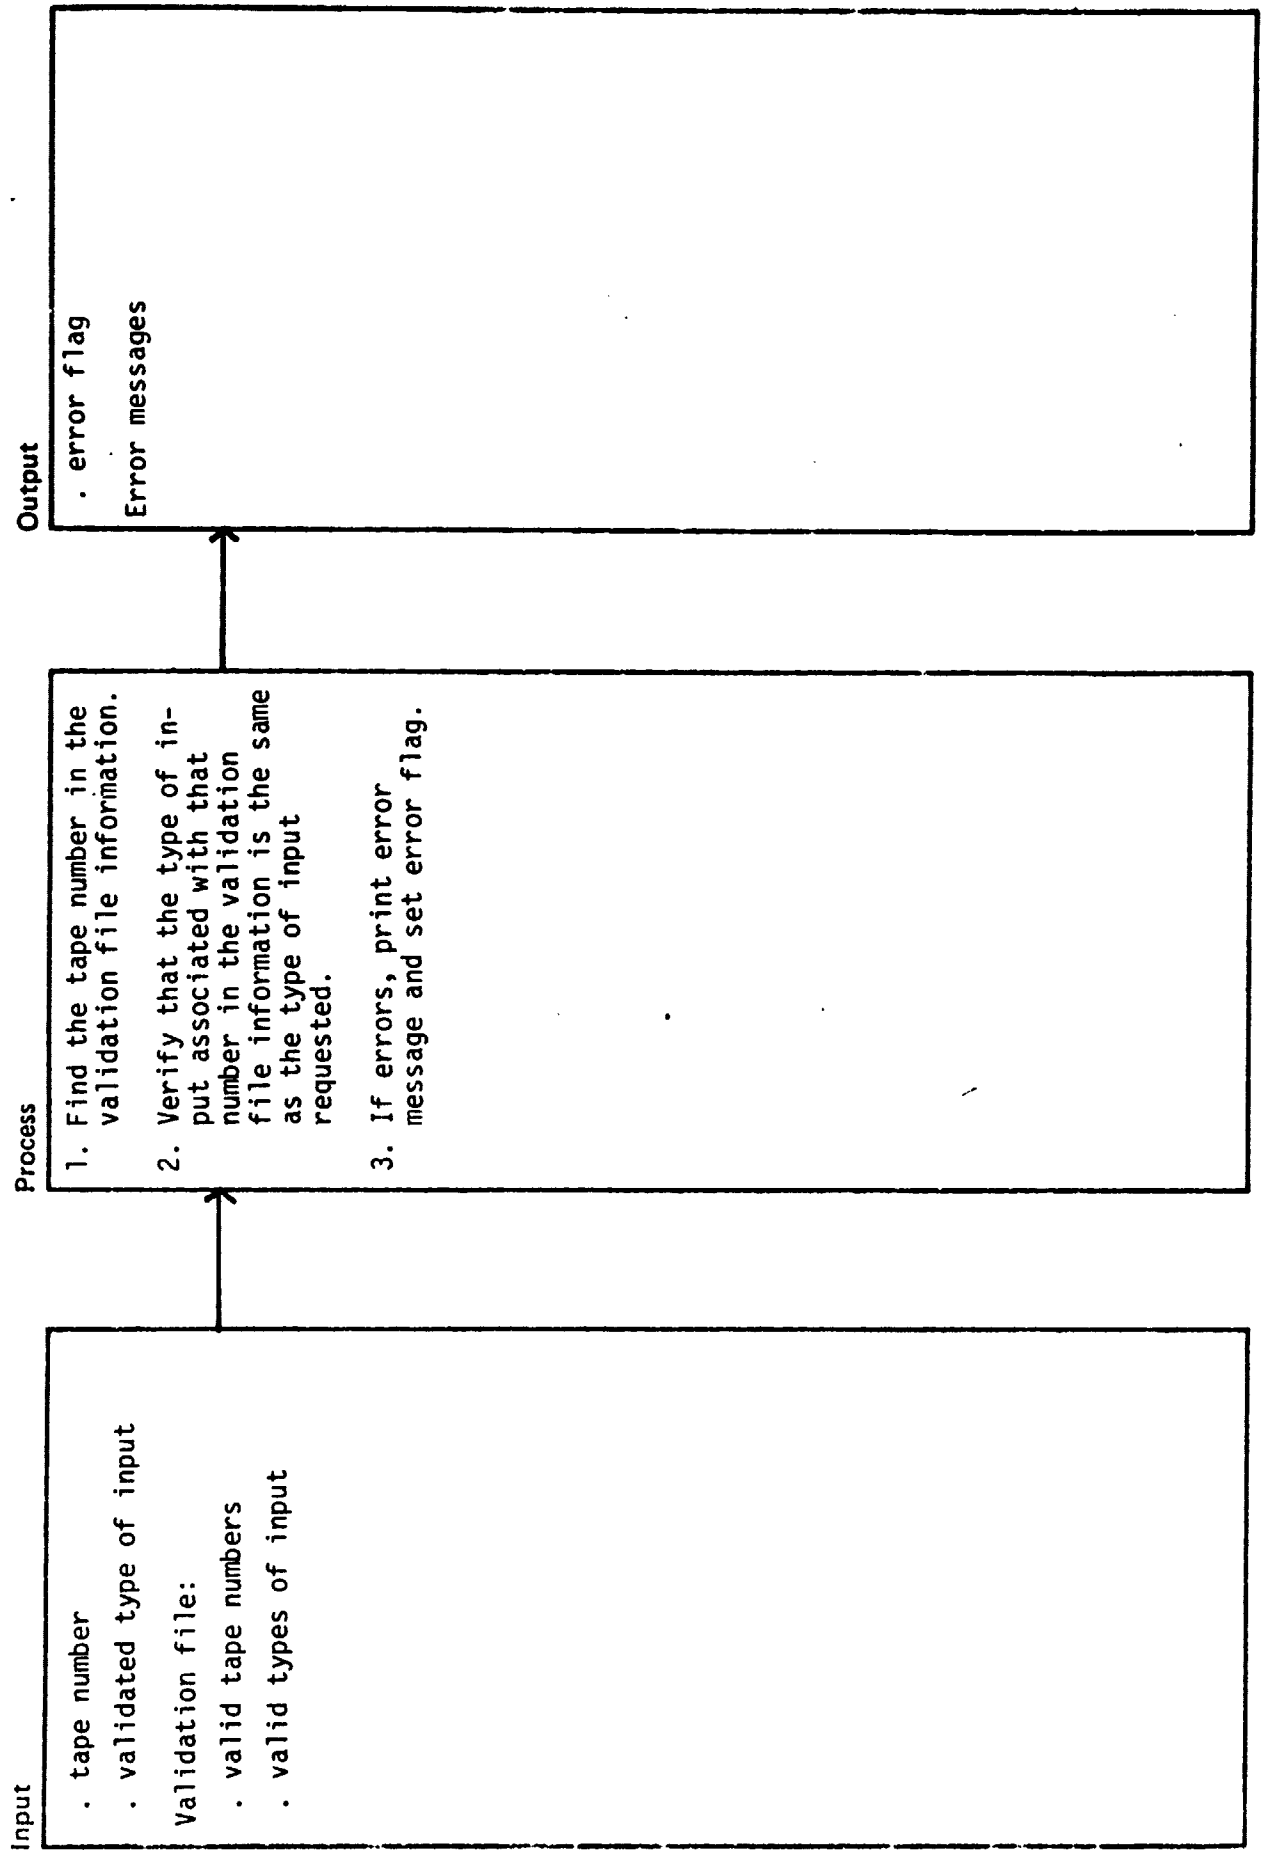 Input
. tape number
. validated type of input
Validation file:
. valid tape numbers
. valid types of input
Process
1. Find the tape number in the
validation file information.
2. Verify that the type of in-
put associated with that
number in the validation
file information is the same
as the type of input
requested.
3. If errors, print error
message and set error flag.
Output
. error flag
Error messages